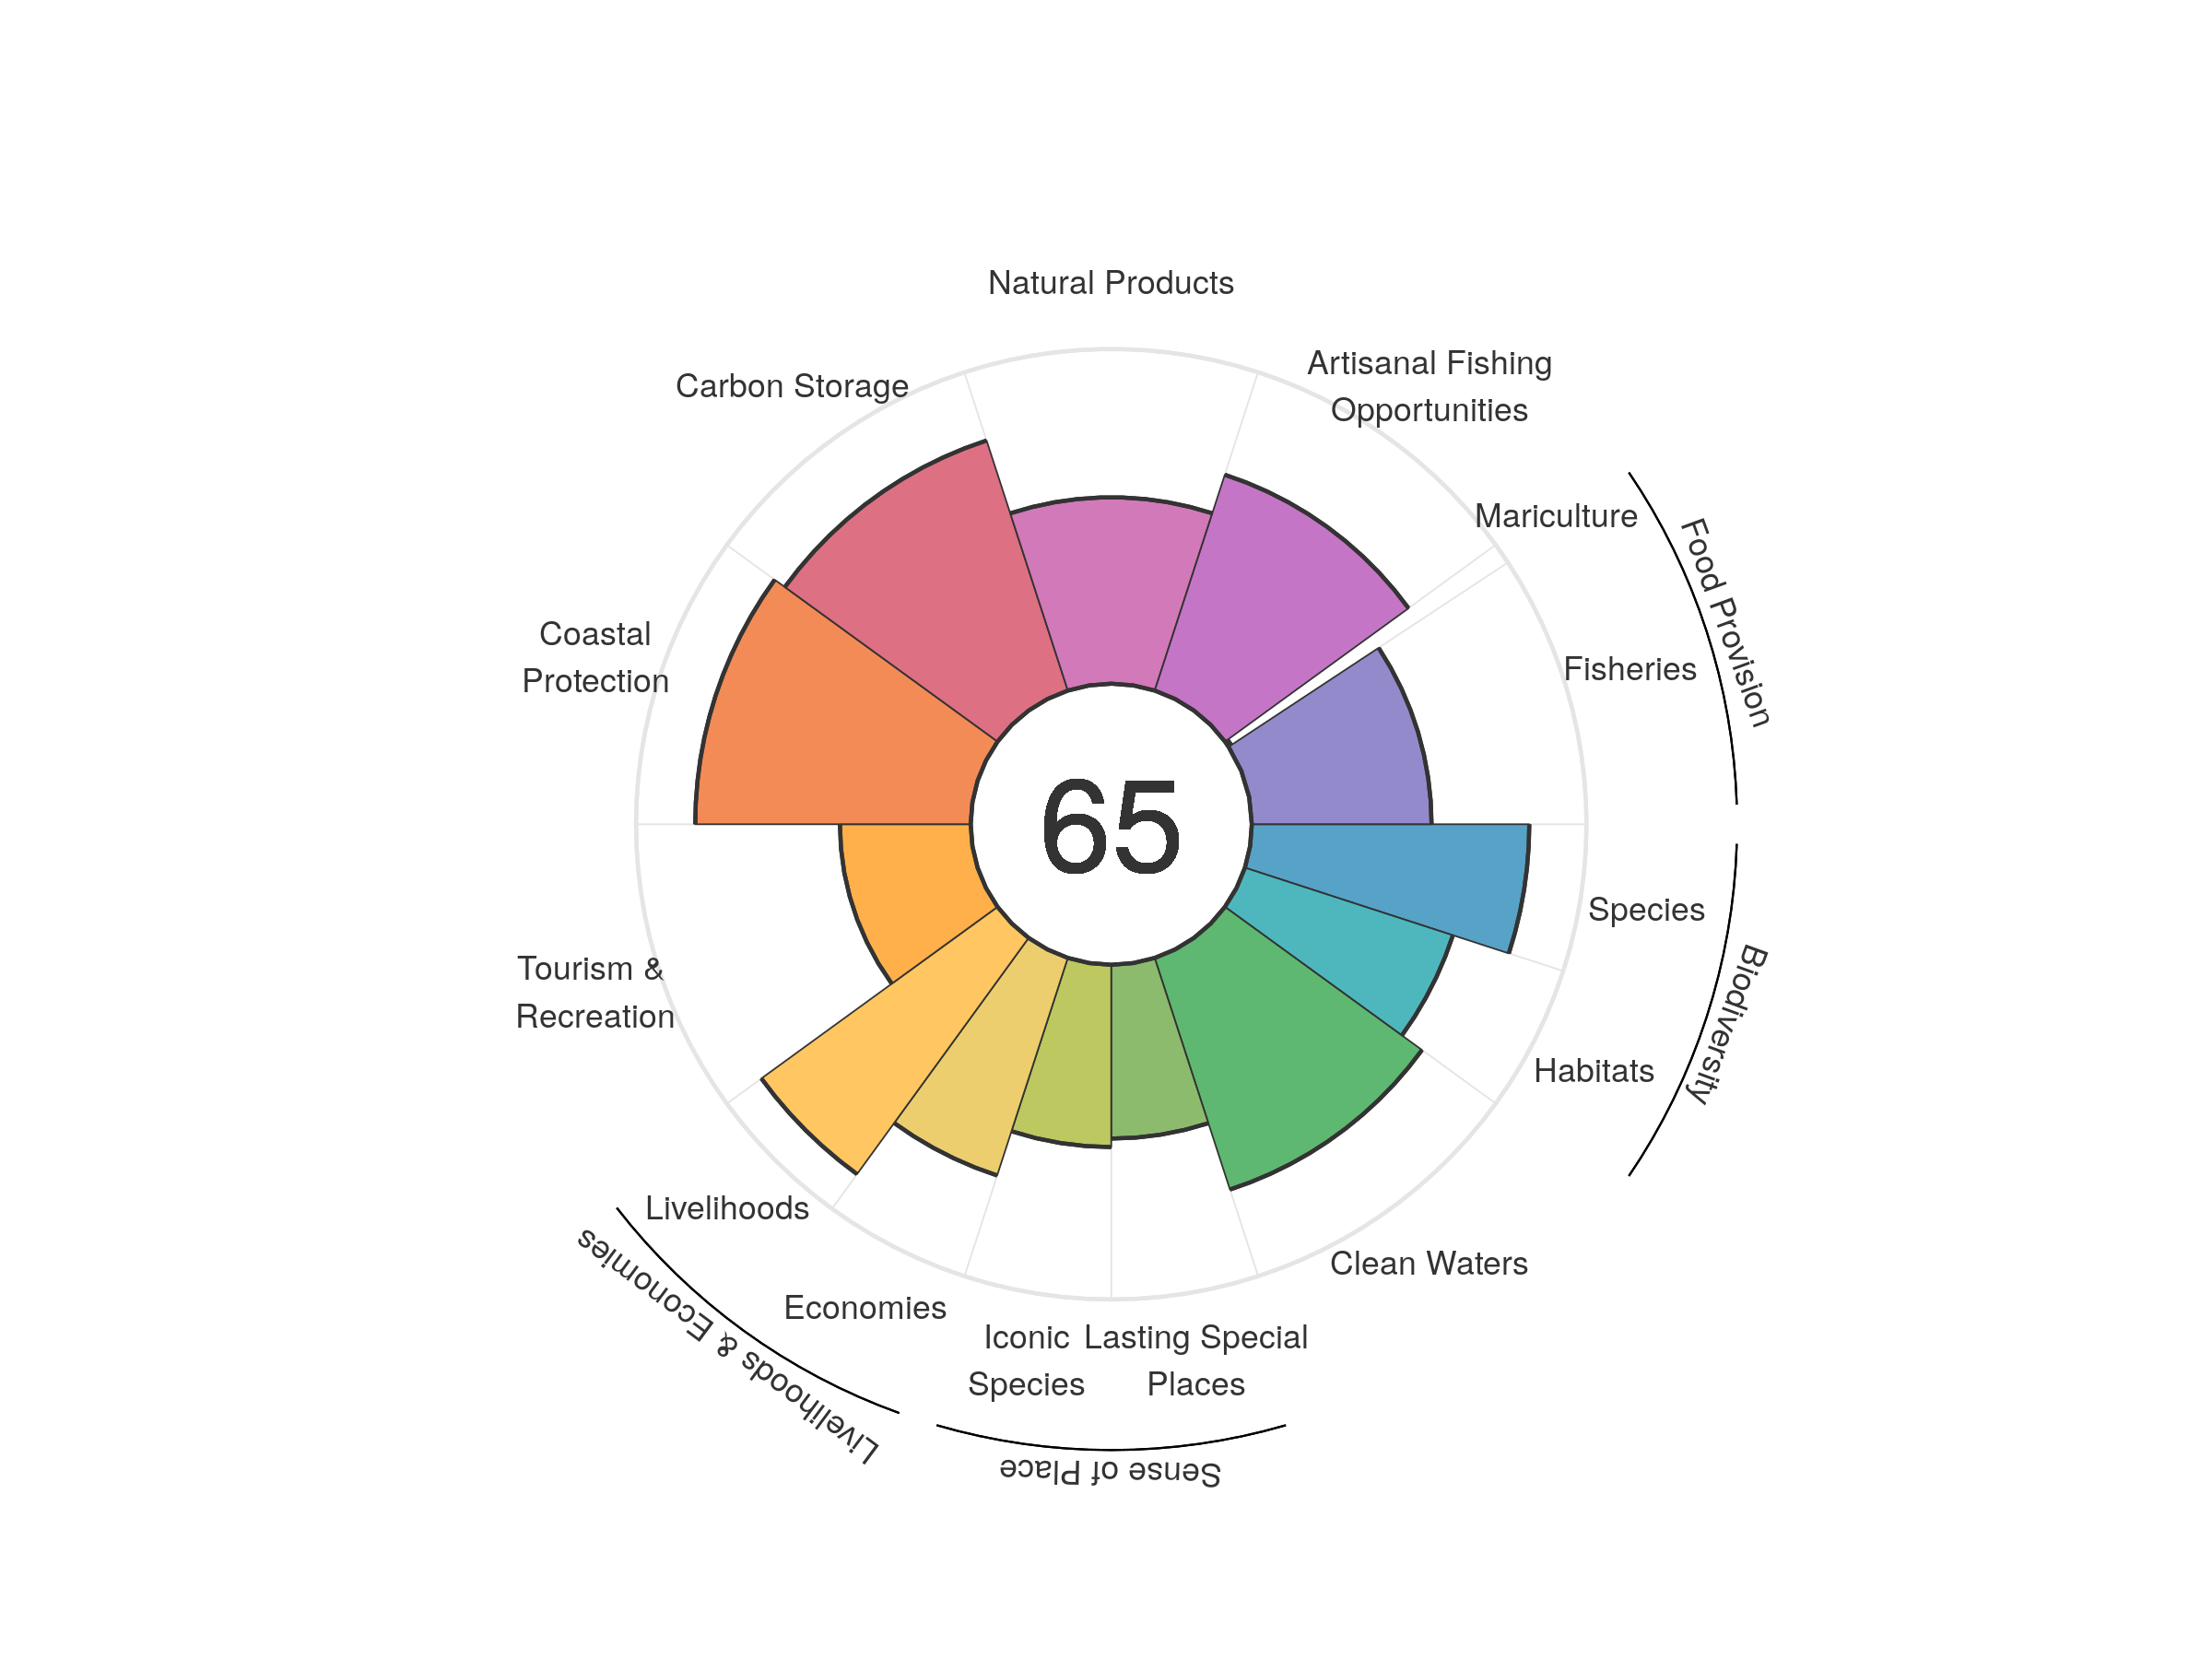 Natural Products
Artisanal Fishing
Opportunities
Carbon Storage
Mariculture
Food Provision
Fisheries
Coastal
Protection
65
Species
Biodiversity
Tourism &
Recreation
Habitats
Livelihoods
Clean Waters
Economies
Livelihoods & Economies
Iconic
Species
Lasting Special
Places
Sense of Place